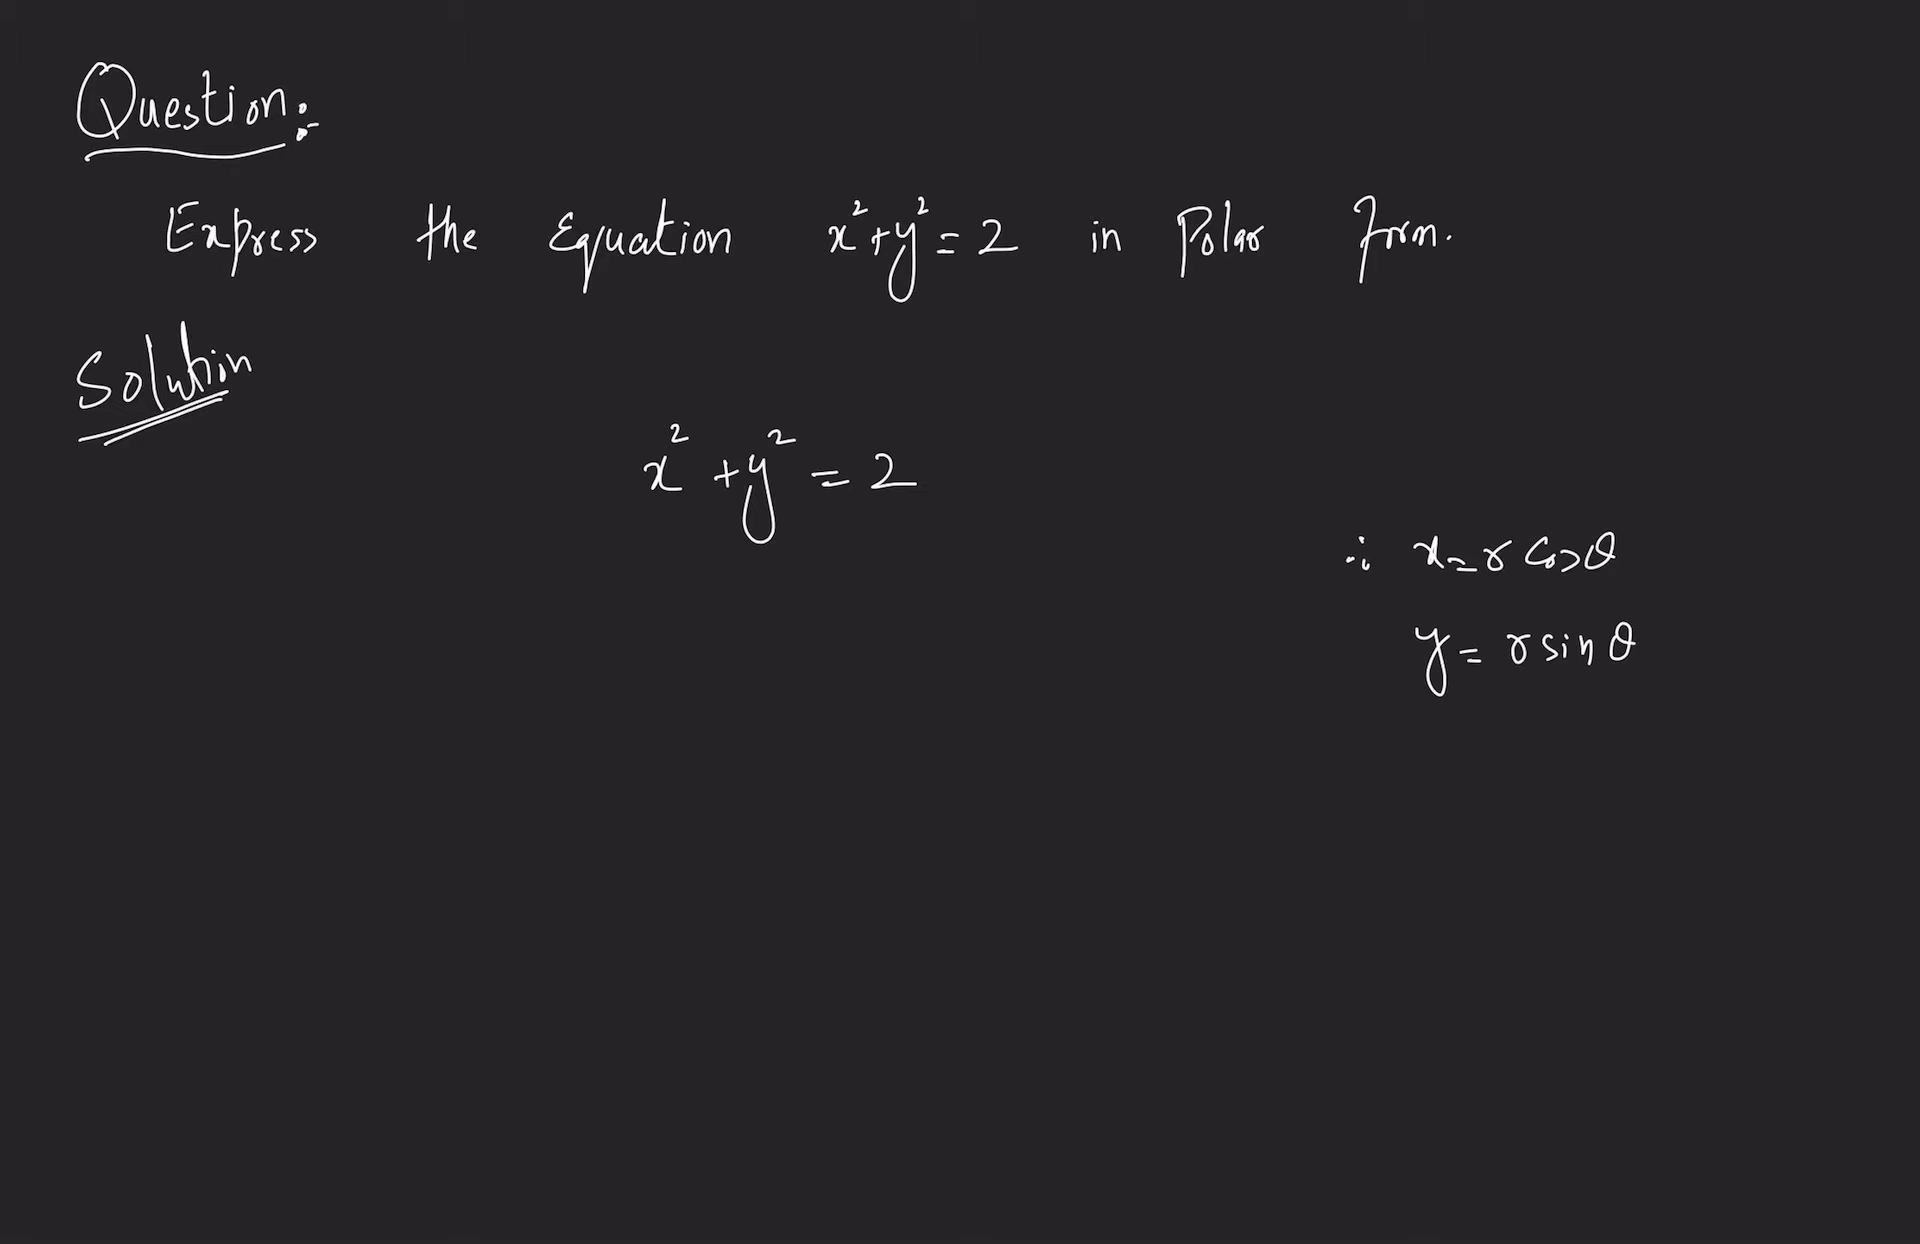 Question:-
Express the Equation x²+y²=2 in Polar form.
Solution
x²+y²=2
∴ x=r Cosθ
y=r sinθ